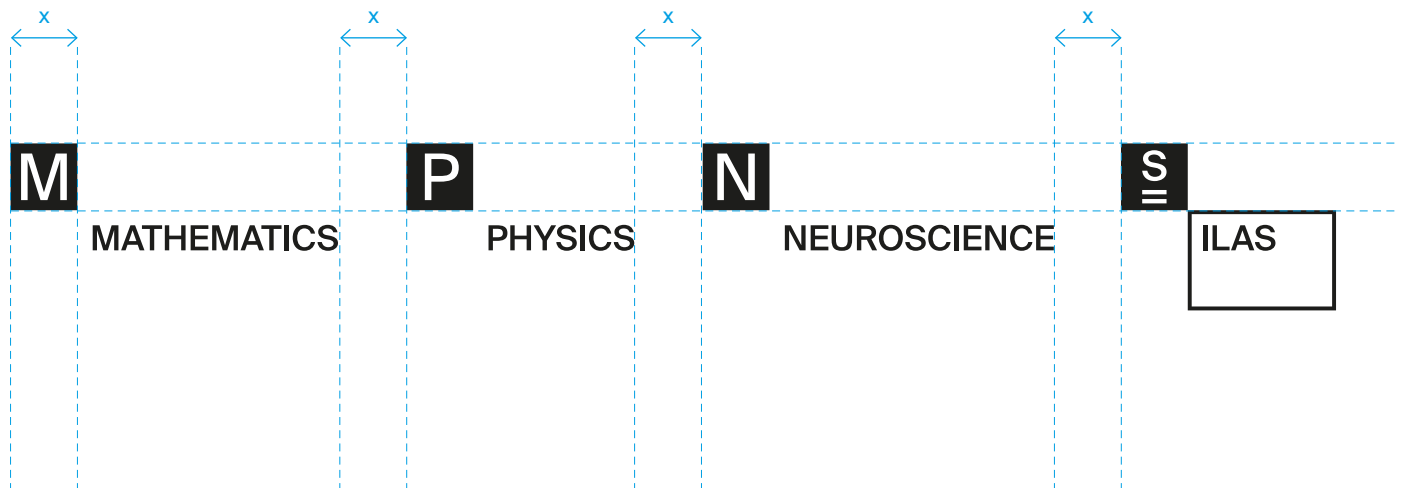 x x x x
M P N S
MATHEMATICS PHYSICS NEUROSCIENCE ILAS